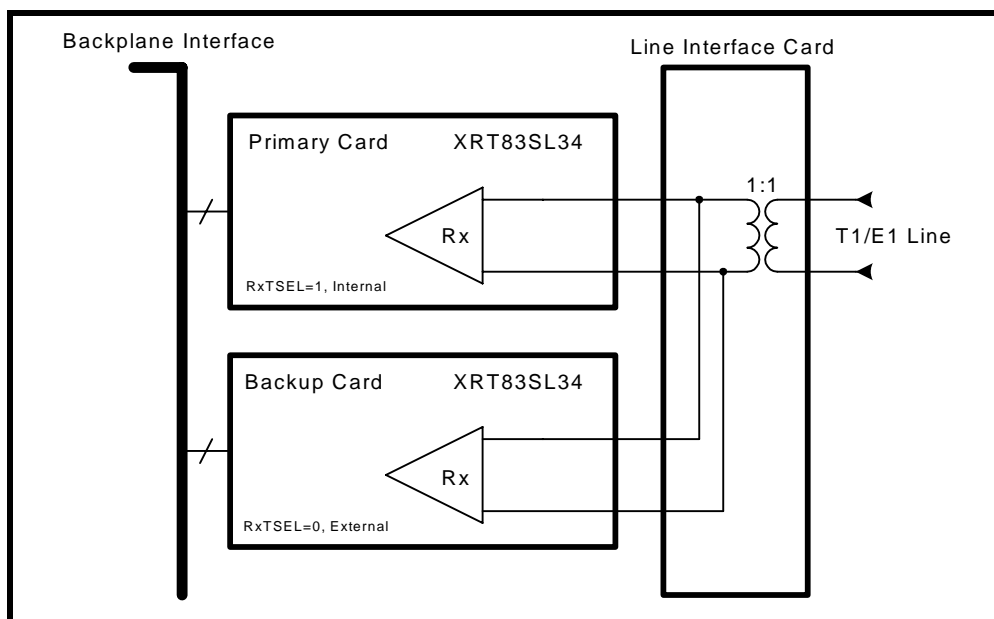 Backplane Interface
Line Interface Card
Primary Card
XRT83SL34
Rx
RxTSEL=1, Internal
1:1
T1/E1 Line
Backup Card
XRT83SL34
Rx
RxTSEL=0, External